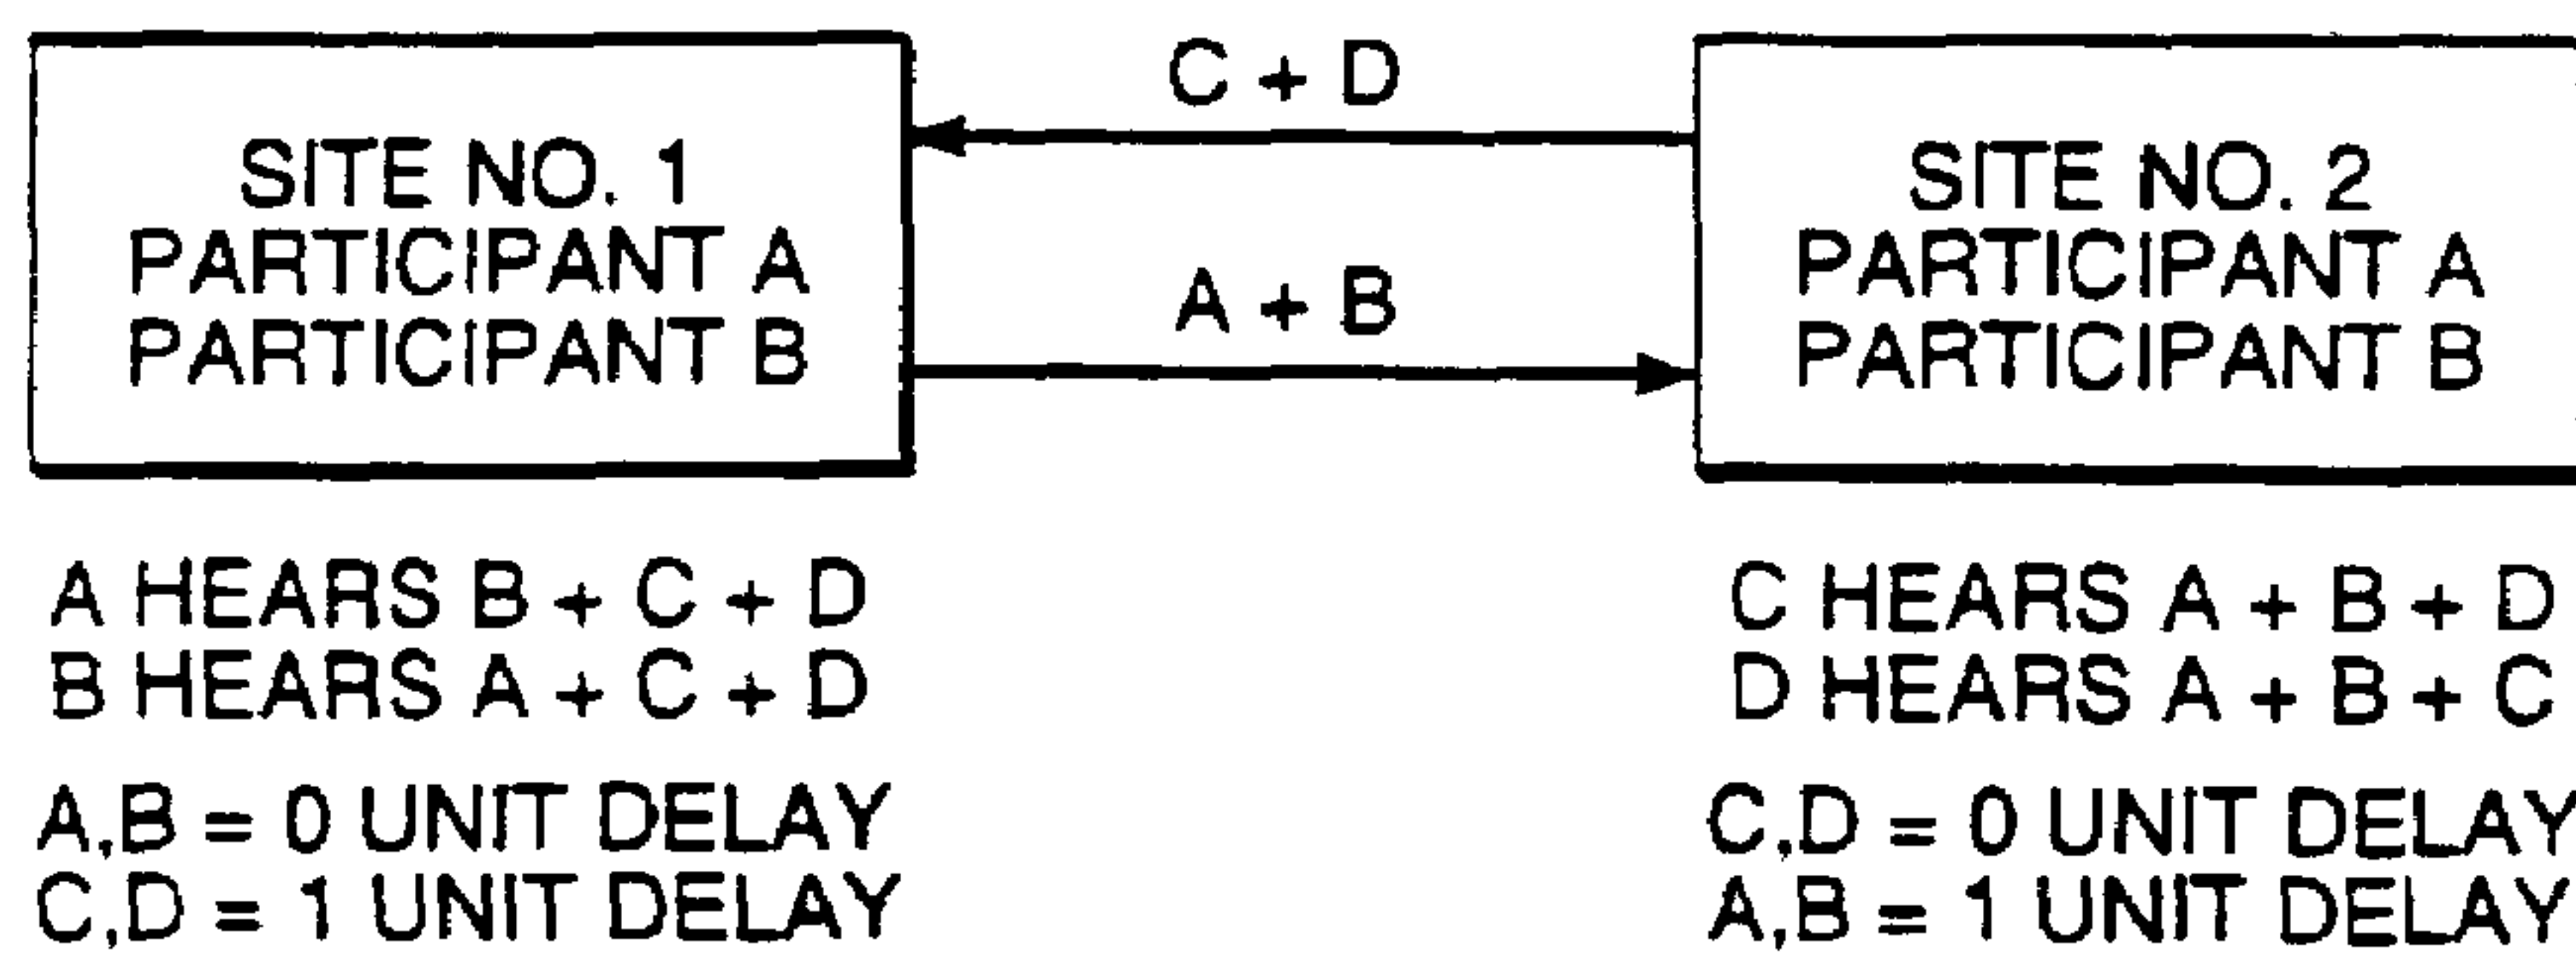 SITE NO. 1
PARTICIPANT A
PARTICIPANT B
C + D
A + B
SITE NO. 2
PARTICIPANT A
PARTICIPANT B
A HEARS B + C + D
B HEARS A + C + D
A,B = 0 UNIT DELAY
C,D = 1 UNIT DELAY
C HEARS A + B + D
D HEARS A + B + C
C,D = 0 UNIT DELAY
A,B = 1 UNIT DELAY